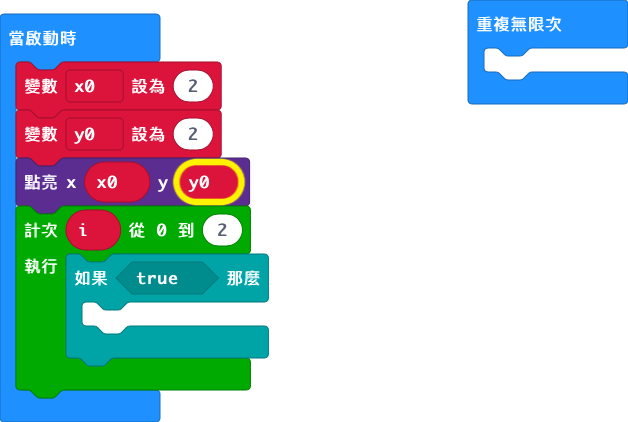 當啟動時
變數 x0 設為 2
變數 y0 設為 2
點亮 x x0 y y0
計次 i 從 0 到 2
執行
如果 true 那麼
重複無限次